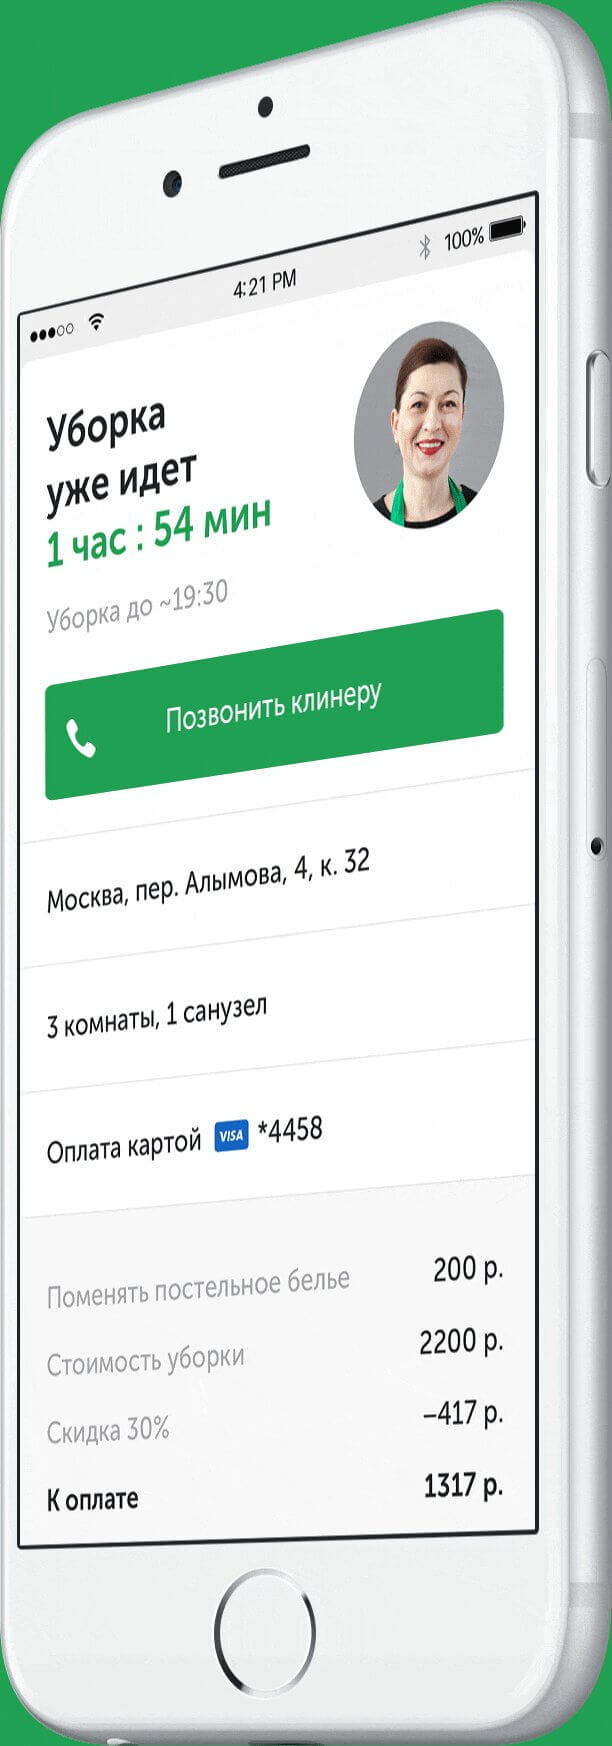 4:21 PM
100%
Уборка
уже идет
1 час : 54 мин
Уборка до ~19:30
Позвонить клинеру
Москва, пер. Алымова, 4, к. 32
3 комнаты, 1 санузел
Оплата картой VISA *4458
Поменять постельное белье 200 р.
Стоимость уборки 2200 р.
Скидка 30% –417 р.
К оплате 1317 р.